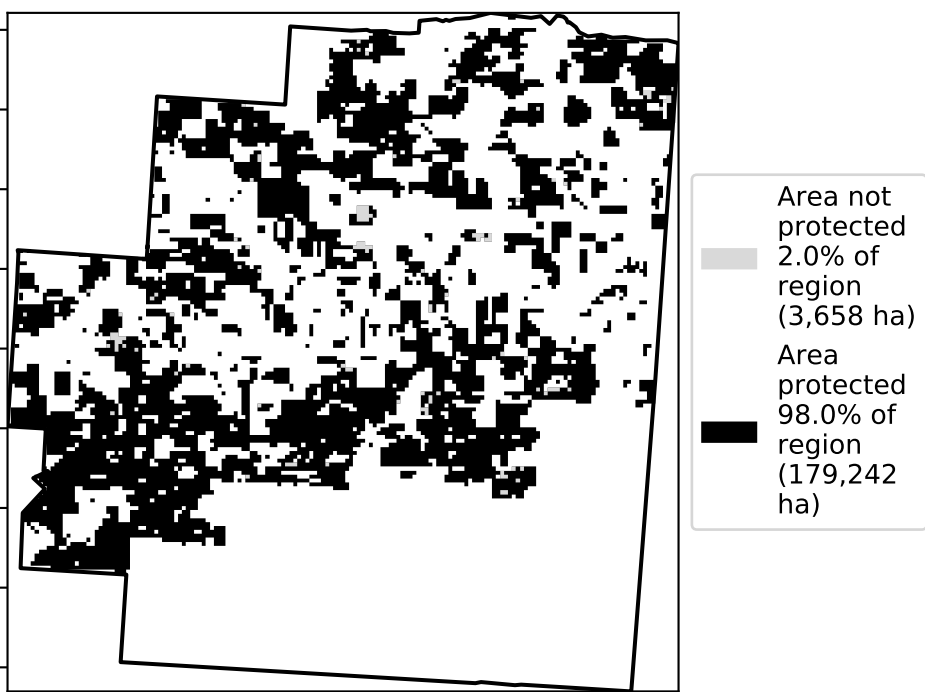 Area not
protected
2.0% of
region
(3,658 ha)
Area
protected
98.0% of
region
(179,242
ha)